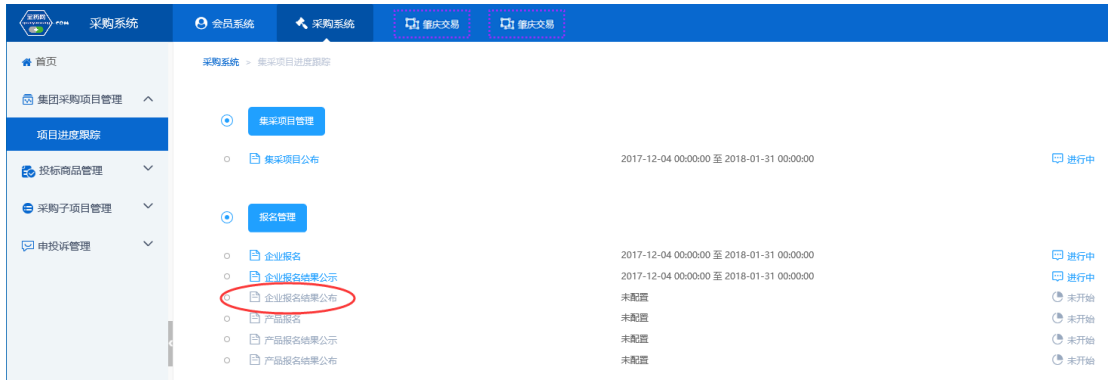 采购系统 会员系统 采购系统 肇庆交易 肇庆交易
首页 采购系统 > 集采项目进度跟踪
集团采购项目管理
集采项目管理
项目进度跟踪
集采项目公布 2017-12-04 00:00:00 至 2018-01-31 00:00:00 进行中
投标商品管理
采购子项目管理
报名管理
申投诉管理
企业报名 2017-12-04 00:00:00 至 2018-01-31 00:00:00 进行中
企业报名结果公示 2017-12-04 00:00:00 至 2018-01-31 00:00:00 进行中
企业报名结果公布 未配置 未开始
产品报名 未配置 未开始
产品报名结果公示 未配置 未开始
产品报名结果公布 未配置 未开始